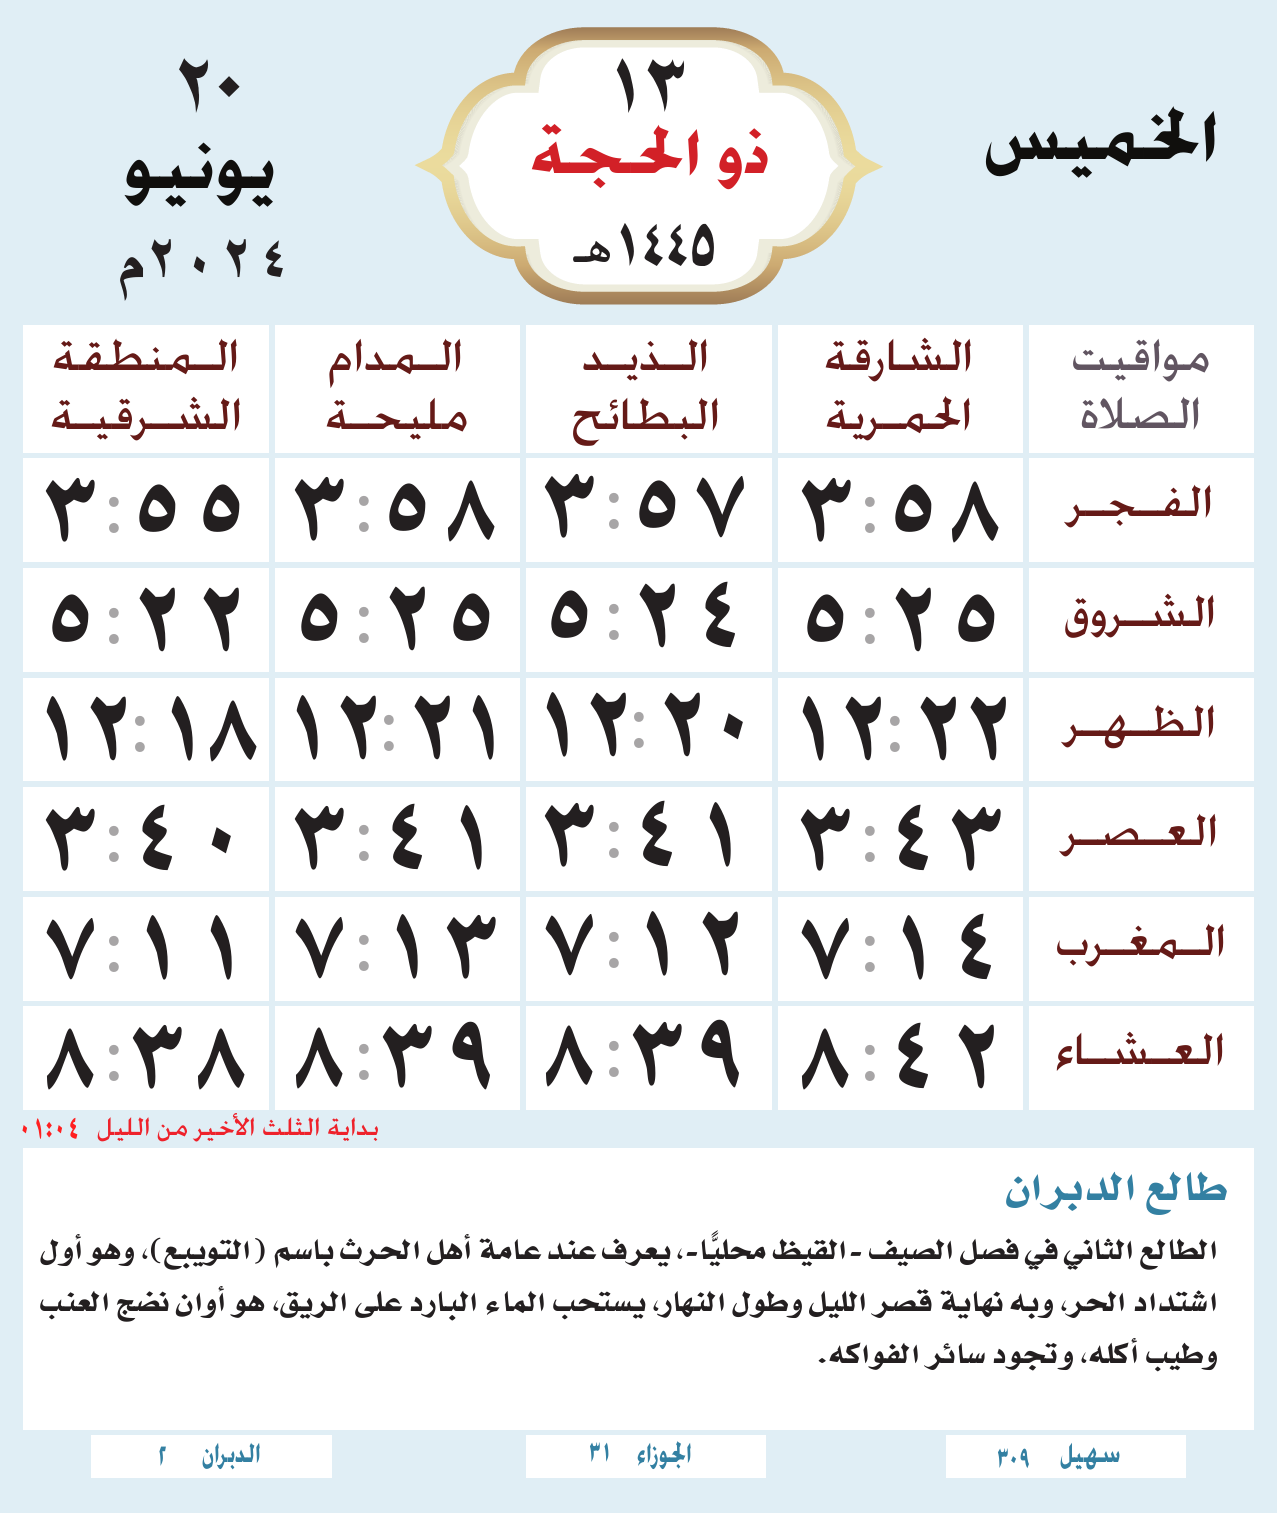 الخميس
١٣
ذو الحجة
١٤٤٥هـ
٢٠
يونيو
٢٠٢٤م
مواقيت الصلاة
الشارقة الحمرية
الذيد البطائح
المدام مليحة
المنطقة الشرقية
الفجر ٣:٥٨ ٣:٥٧ ٣:٥٨ ٣:٥٥
الشروق ٥:٢٥ ٥:٢٤ ٥:٢٥ ٥:٢٢
الظهر ١٢:٢٢ ١٢:٢٠ ١٢:٢١ ١٢:١٨
العصر ٣:٤٣ ٣:٤١ ٣:٤١ ٣:٤٠
المغرب ٧:١٤ ٧:١٢ ٧:١٣ ٧:١١
العشاء ٨:٤٢ ٨:٣٩ ٨:٣٩ ٨:٣٨
بداية الثلث الأخير من الليل ٠١:٠٤
طالع الدبران
الطالع الثاني في فصل الصيف -القيظ محليًّا-، يعرف عند عامة أهل الحرث باسم (التويبع)، وهو أول
اشتداد الحر، وبه نهاية قصر الليل وطول النهار، يستحب الماء البارد على الريق، هو أوان نضج العنب
وطيب أكله، وتجود سائر الفواكه.
سهيل ٣٠٩
الجوزاء ٣١
الدبران ٢